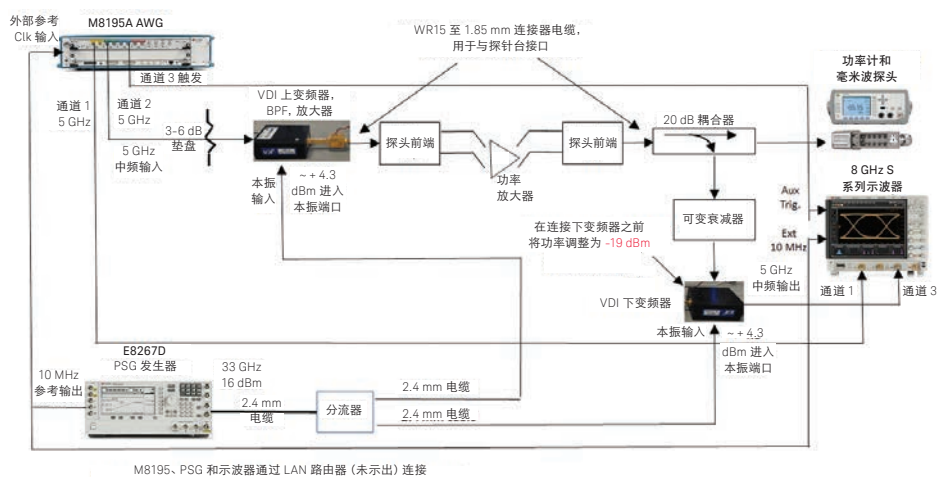 外部参考
Clk 输入
M8195A AWG
WR15 至 1.85 mm 连接器电缆，
用于与探针台接口
通道 3 触发
功率计和
毫米波探头
通道 1
5 GHz
通道 2
5 GHz
VDI 上变频器，
BPF，放大器
3-6 dB
垫盘
5 GHz
中频输入
探头前端
探头前端
20 dB 耦合器
功率
放大器
本振
输入
~ + 4.3
dBm 进入
本振端口
8 GHz S
系列示波器
Aux
Trig.
Ext
10 MHz
可变衰减器
在连接下变频器之前
将功率调整为 -19 dBm
5 GHz
中频输出
通道 1
通道 3
VDI 下变频器
本振输入
~ + 4.3
dBm 进入
本振端口
E8267D
PSG 发生器
10 MHz
参考输出
33 GHz
16 dBm
2.4 mm
电缆
分流器
2.4 mm 电缆
2.4 mm 电缆
M8195、PSG 和示波器通过 LAN 路由器（未示出）连接